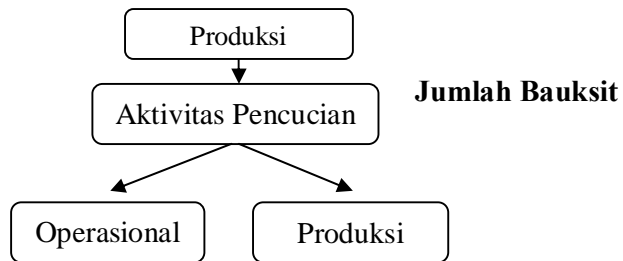 Produksi
Jumlah Bauksit
Aktivitas Pencucian
Operasional
Produksi